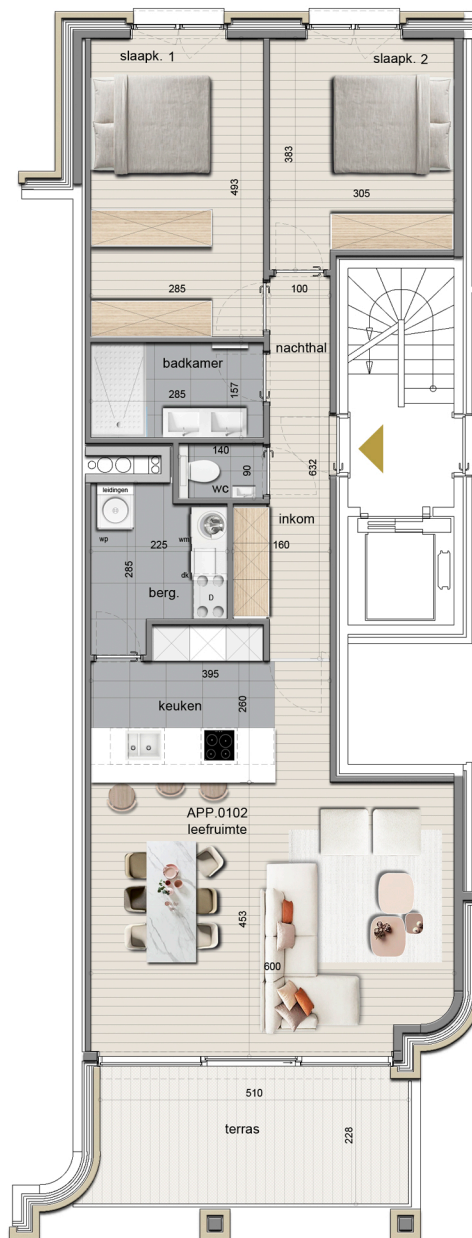 slaapk. 1
slaapk. 2
383
493
305
285
100
nachthal
badkamer
285
157
140
90
wc
632
leidingen
inkom
wp
225
wm
160
285
dk
berg.
D
395
260
keuken
APP.0102
leefruimte
453
600
510
terras
228